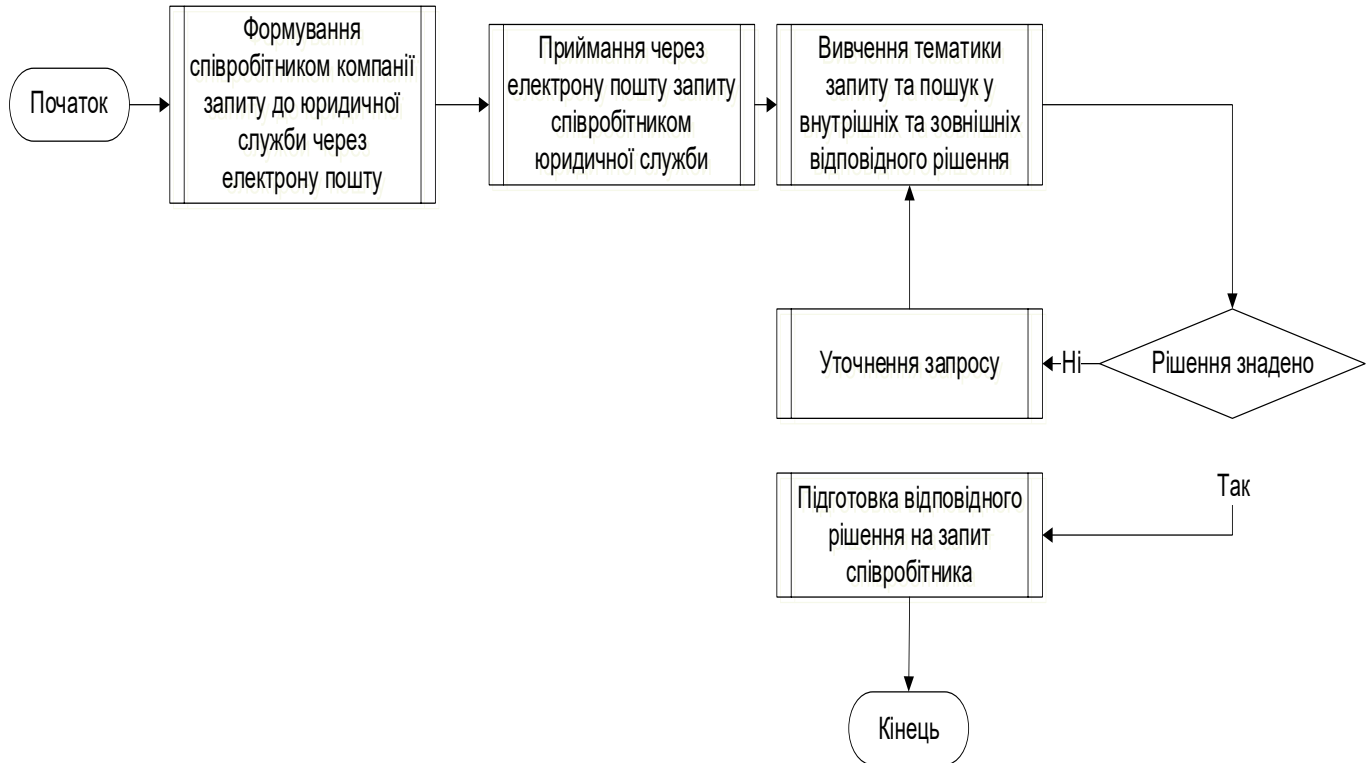 Початок
Формування
співробітником компанії
запиту до юридичної
служби через
електрону пошту
Приймання через
електрону пошту запиту
співробітником
юридичної служби
Вивчення тематики
запиту та пошук у
внутрішніх та зовнішніх
відповідного рішення
Рішення знадено
Ні
Уточнення запросу
Так
Підготовка відповідного
рішення на запит
співробітника
Кінець